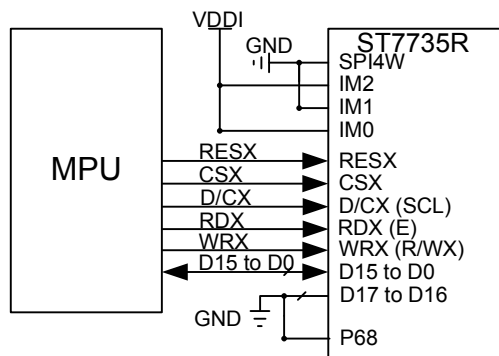 VDDI
GND
ST7735R
SPI4W
IM2
IM1
IM0
MPU
RESX
RESX
CSX
CSX
D/CX
D/CX (SCL)
RDX
RDX (E)
WRX
WRX (R/WX)
D15 to D0
D15 to D0
D17 to D16
GND
P68